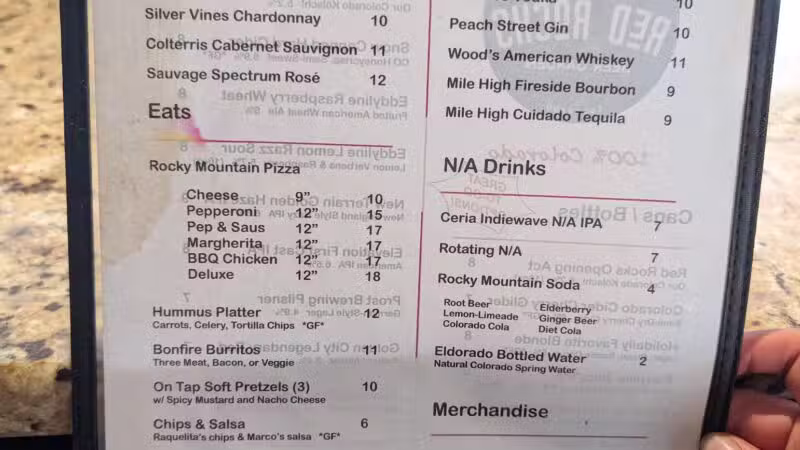 Silver Vines Chardonnay 10
Colterris Cabernet Sauvignon 11
Sauvage Spectrum Rosé 12
Eats
Rocky Mountain Pizza
Cheese 9” 10
Pepperoni 12” 15
Pep & Saus 12” 17
Margherita 12” 17
BBQ Chicken 12” 17
Deluxe 12” 18
Hummus Platter 12
Carrots, Celery, Tortilla Chips *GF*
Bonfire Burritos 11
Three Meat, Bacon, or Veggie
On Tap Soft Pretzels (3) 10
w/ Spicy Mustard and Nacho Cheese
Chips & Salsa 6
Raquelita's chips & Marco's salsa *GF*
10
Peach Street Gin 10
Wood's American Whiskey 11
Mile High Fireside Bourbon 9
Mile High Cuidado Tequila 9
N/A Drinks
Ceria Indiewave N/A IPA 7
Rotating N/A 7
Rocky Mountain Soda 4
Root Beer Elderberry
Lemon-Limeade Ginger Beer
Colorado Cola Diet Cola
Eldorado Bottled Water 2
Natural Colorado Spring Water
Merchandise